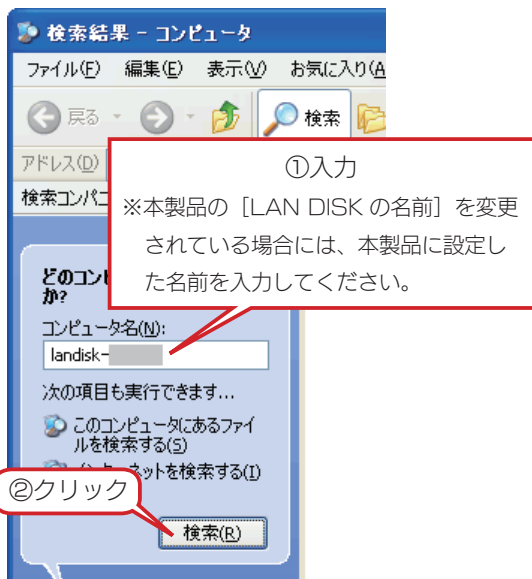 検索結果 - コンピュータ
ファイル(F) 編集(E) 表示(V) お気に入り(A
戻る 検索
アドレス(D)
検索コンパニ
①入力
※本製品の［LAN DISK の名前］を変更
されている場合には、本製品に設定し
た名前を入力してください。
か?
コンピュータ名(N):
landisk-
次の項目も実行できます...
このコンピュータにあるファイ
ルを検索する(S)
ネットを検索する(I)
②クリック
検索(R)